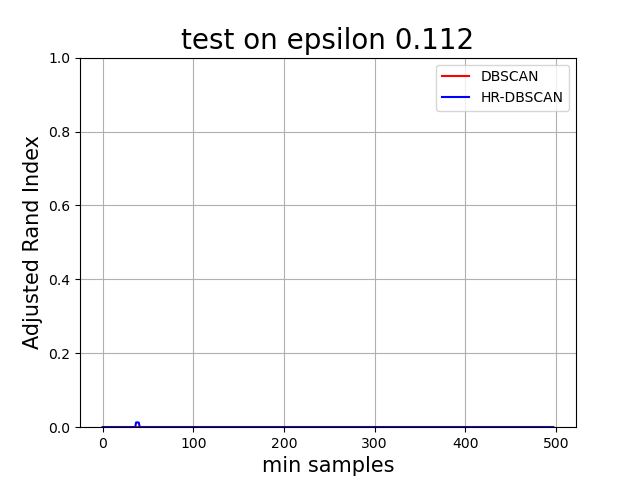 test on epsilon 0.112
DBSCAN
HR-DBSCAN
Adjusted Rand Index
1.0
0.8
0.6
0.4
0.2
0.0
0 100 200 300 400 500
min samples